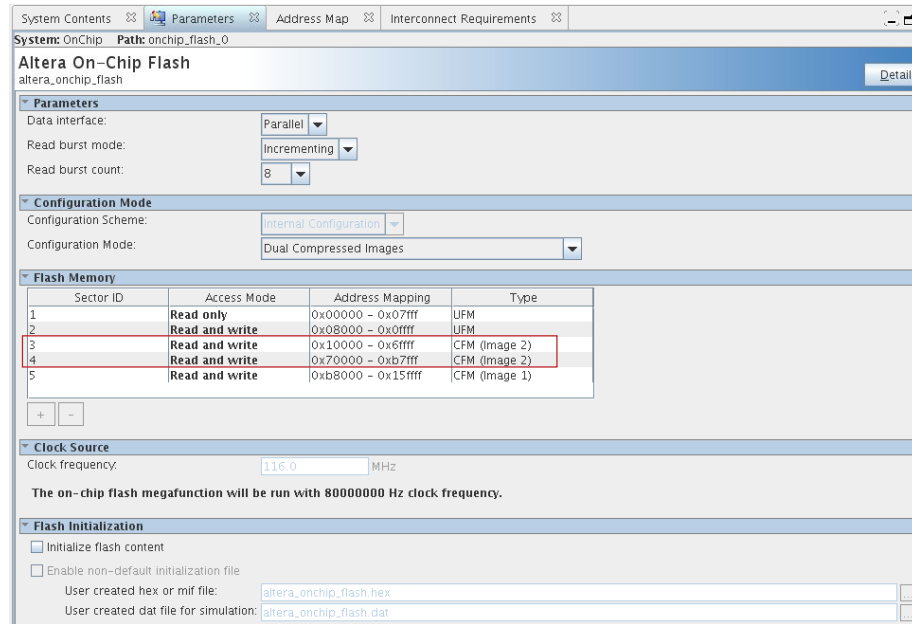 System Contents Parameters Address Map Interconnect Requirements
System: OnChip Path: onchip_flash_0
Altera On-Chip Flash
altera_onchip_flash
Detail
Parameters
Data interface: Parallel
Read burst mode: Incrementing
Read burst count: 8
Configuration Mode
Configuration Scheme: Internal Configuration
Configuration Mode: Dual Compressed Images
Flash Memory
Sector ID Access Mode Address Mapping Type
1 Read only 0x00000 - 0x07fff UFM
2 Read and write 0x08000 - 0x0ffff UFM
3 Read and write 0x10000 - 0x6ffff CFM (Image 2)
4 Read and write 0x70000 - 0xb7fff CFM (Image 2)
5 Read and write 0xb8000 - 0x15ffff CFM (Image 1)
+ -
Clock Source
Clock frequency: 116.0 MHz
The on-chip flash megafunction will be run with 80000000 Hz clock frequency.
Flash Initialization
Initialize flash content
Enable non-default initialization file
User created hex or mif file: altera_onchip_flash.hex ...
User created dat file for simulation: altera_onchip_flash.dat ...